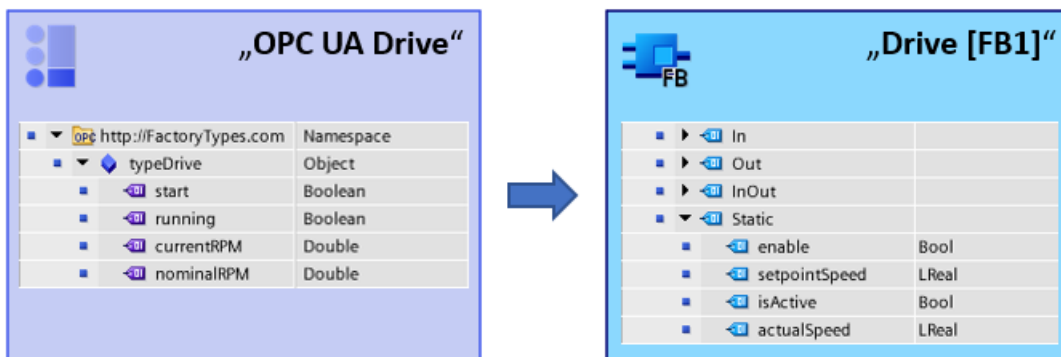 „OPC UA Drive“
http://FactoryTypes.com Namespace
typeDrive Object
start Boolean
running Boolean
currentRPM Double
nominalRPM Double
FB
„Drive [FB1]“
In
Out
InOut
Static
enable Bool
setpointSpeed LReal
isActive Bool
actualSpeed LReal